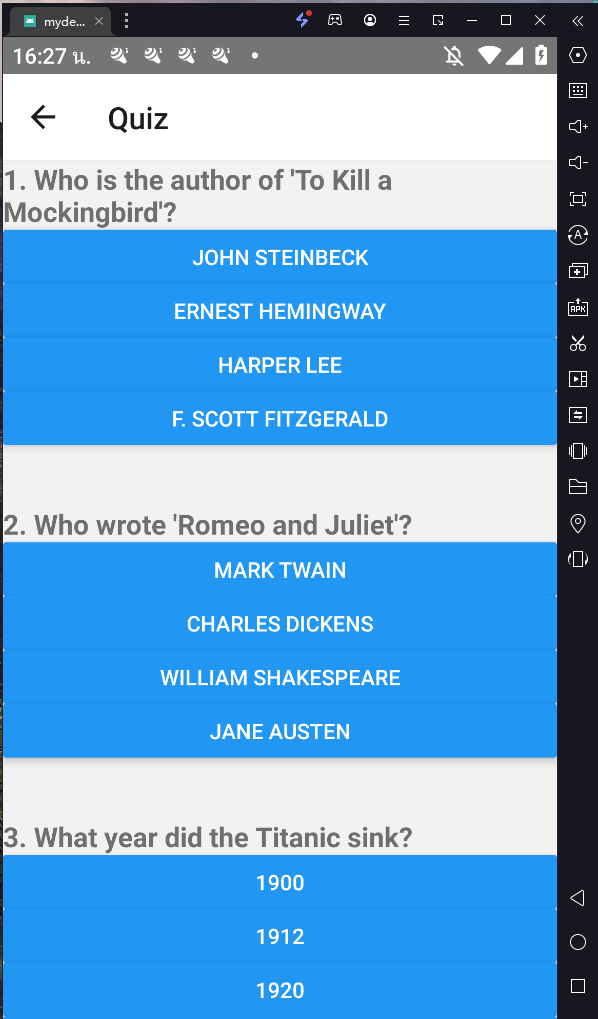 myde...
16:27 น.
Quiz
1. Who is the author of 'To Kill a
Mockingbird'?
JOHN STEINBECK
ERNEST HEMINGWAY
HARPER LEE
F. SCOTT FITZGERALD
2. Who wrote 'Romeo and Juliet'?
MARK TWAIN
CHARLES DICKENS
WILLIAM SHAKESPEARE
JANE AUSTEN
3. What year did the Titanic sink?
1900
1912
1920
A
APK